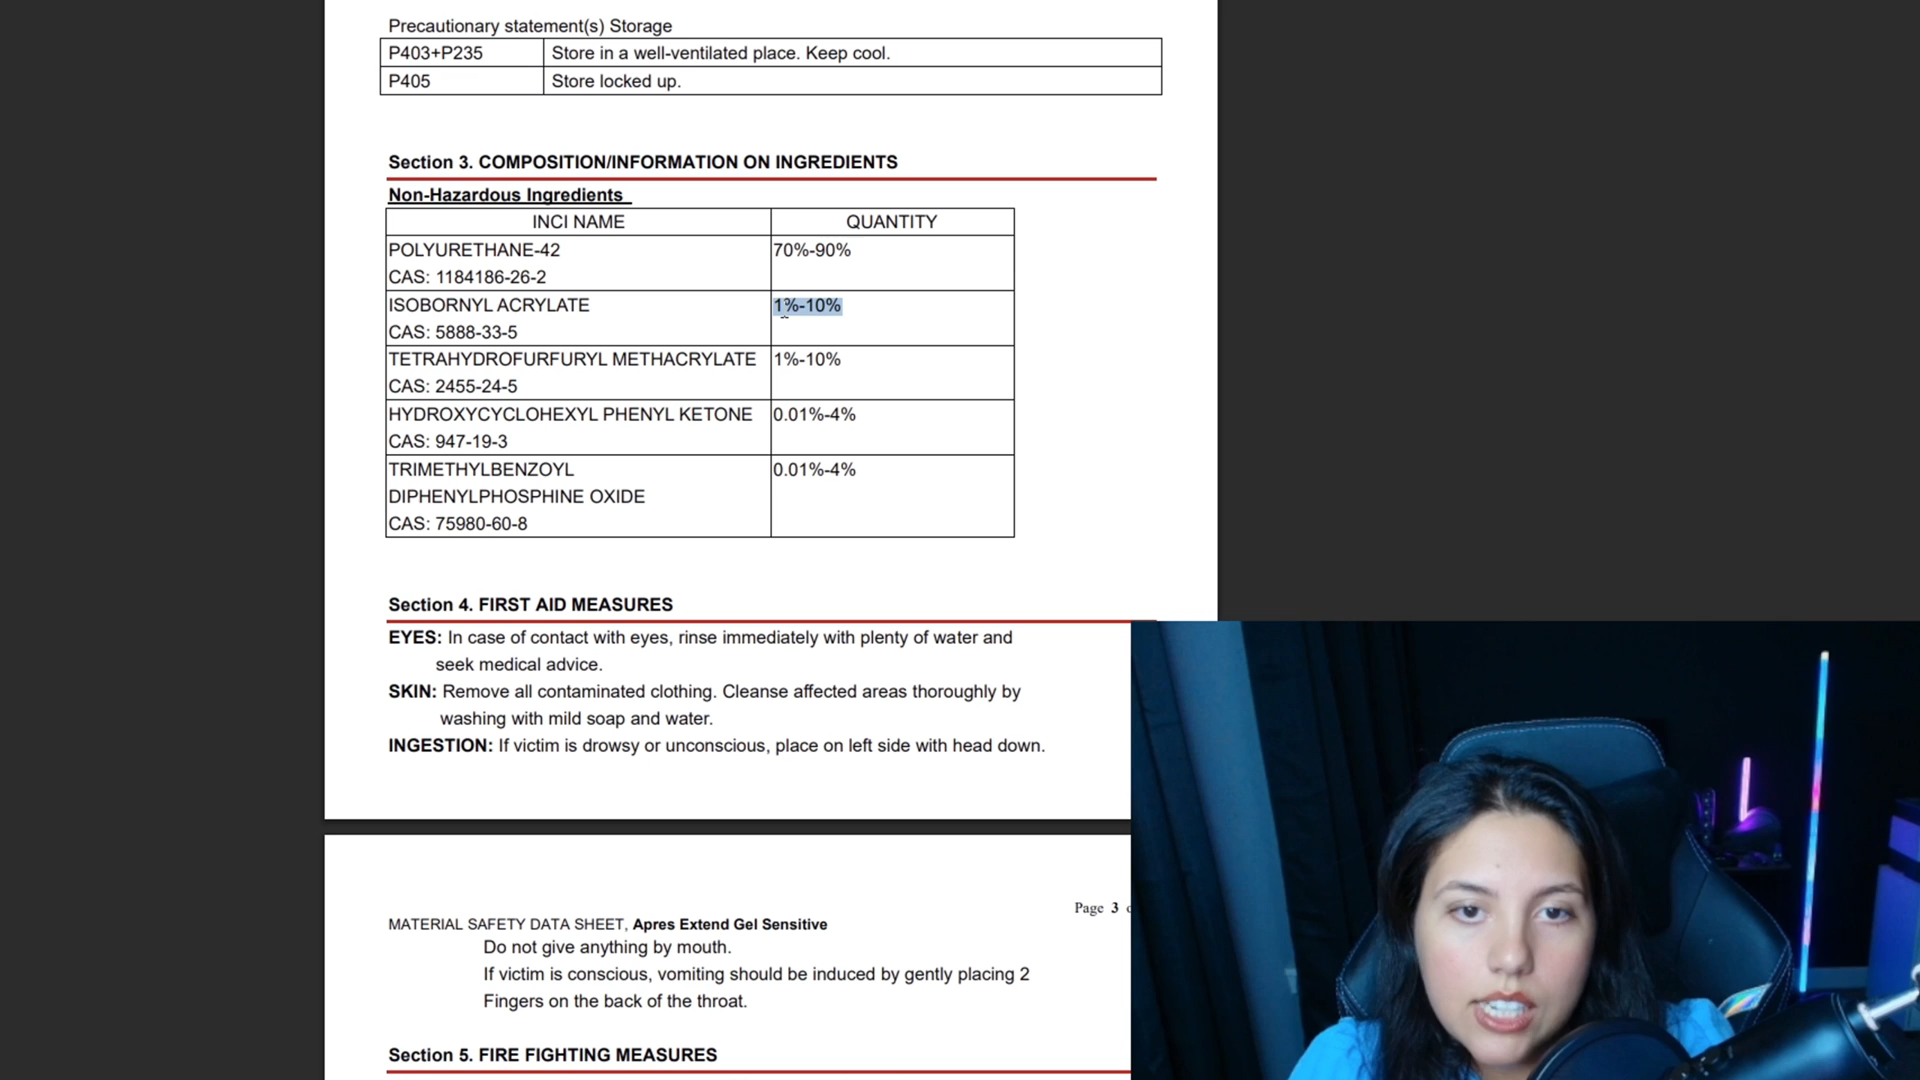 Precautionary statement(s) Storage
P403+P235 Store in a well-ventilated place. Keep cool.
P405 Store locked up.
Section 3. COMPOSITION/INFORMATION ON INGREDIENTS
Non-Hazardous Ingredients
INCI NAME QUANTITY
POLYURETHANE-42 70%-90%
CAS: 1184186-26-2
ISOBORNYL ACRYLATE 1%-10%
CAS: 5888-33-5
TETRAHYDROFURFURYL METHACRYLATE 1%-10%
CAS: 2455-24-5
HYDROXYCYCLOHEXYL PHENYL KETONE 0.01%-4%
CAS: 947-19-3
TRIMETHYLBENZOYL 0.01%-4%
DIPHENYLPHOSPHINE OXIDE
CAS: 75980-60-8
Section 4. FIRST AID MEASURES
EYES: In case of contact with eyes, rinse immediately with plenty of water and
seek medical advice.
SKIN: Remove all contaminated clothing. Cleanse affected areas thoroughly by
washing with mild soap and water.
INGESTION: If victim is drowsy or unconscious, place on left side with head down.
Page 3
MATERIAL SAFETY DATA SHEET, Apres Extend Gel Sensitive
Do not give anything by mouth.
If victim is conscious, vomiting should be induced by gently placing 2
Fingers on the back of the throat.
Section 5. FIRE FIGHTING MEASURES